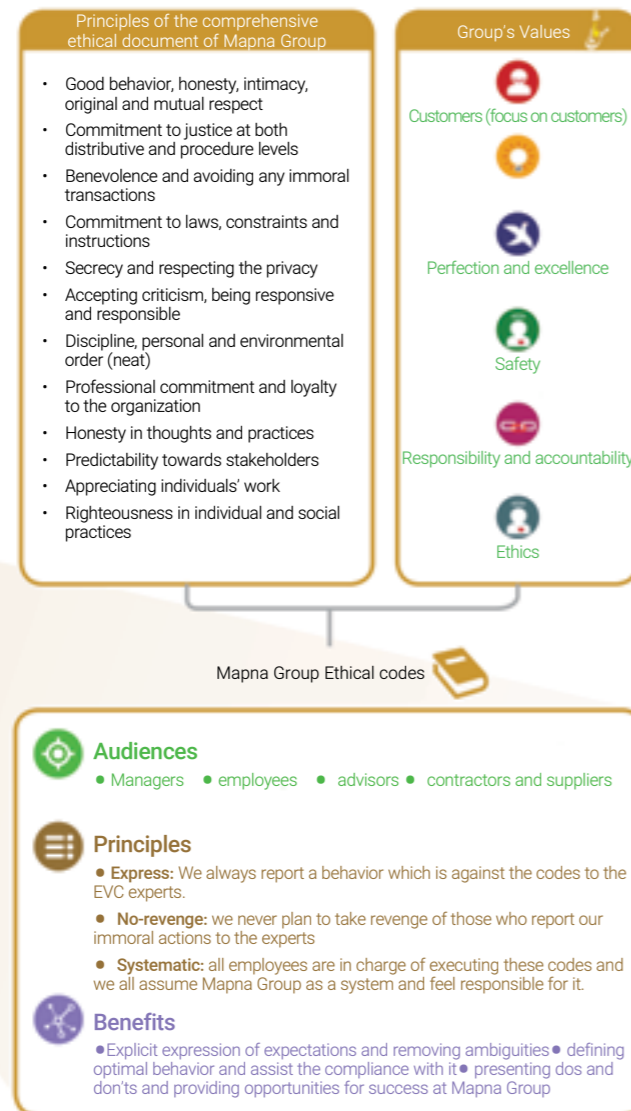 Principles of the comprehensive
ethical document of Mapna Group
• Good behavior, honesty, intimacy,
original and mutual respect
• Commitment to justice at both
distributive and procedure levels
• Benevolence and avoiding any immoral
transactions
• Commitment to laws, constraints and
instructions
• Secrecy and respecting the privacy
• Accepting criticism, being responsive
and responsible
• Discipline, personal and environmental
order (neat)
• Professional commitment and loyalty
to the organization
• Honesty in thoughts and practices
• Predictability towards stakeholders
• Appreciating individuals’ work
• Righteousness in individual and social
practices
Group’s Values
Customers (focus on customers)
Perfection and excellence
Safety
Responsibility and accountability
Ethics
Mapna Group Ethical codes
Audiences
• Managers • employees • advisors • contractors and suppliers
Principles
• Express: We always report a behavior which is against the codes to the
EVC experts.
• No-revenge: we never plan to take revenge of those who report our
immoral actions to the experts
• Systematic: all employees are in charge of executing these codes and
we all assume Mapna Group as a system and feel responsible for it.
Benefits
•Explicit expression of expectations and removing ambiguities• defining
optimal behavior and assist the compliance with it• presenting dos and
don’ts and providing opportunities for success at Mapna Group